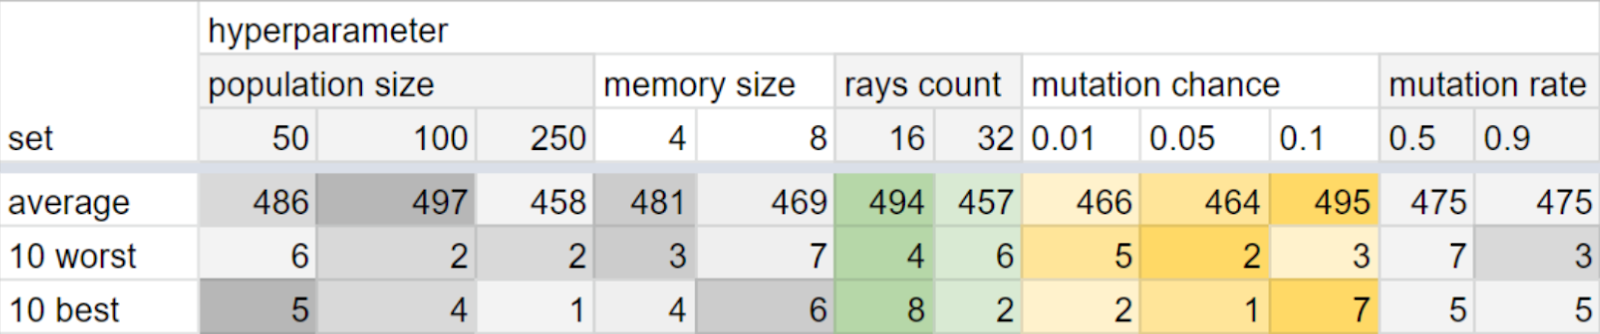 hyperparameter
population size memory size rays count mutation chance mutation rate
set 50 100 250 4 8 16 32 0.01 0.05 0.1 0.5 0.9
average 486 497 458 481 469 494 457 466 464 495 475 475
10 worst 6 2 2 3 7 4 6 5 2 3 7 3
10 best 5 4 1 4 6 8 2 2 1 7 5 5